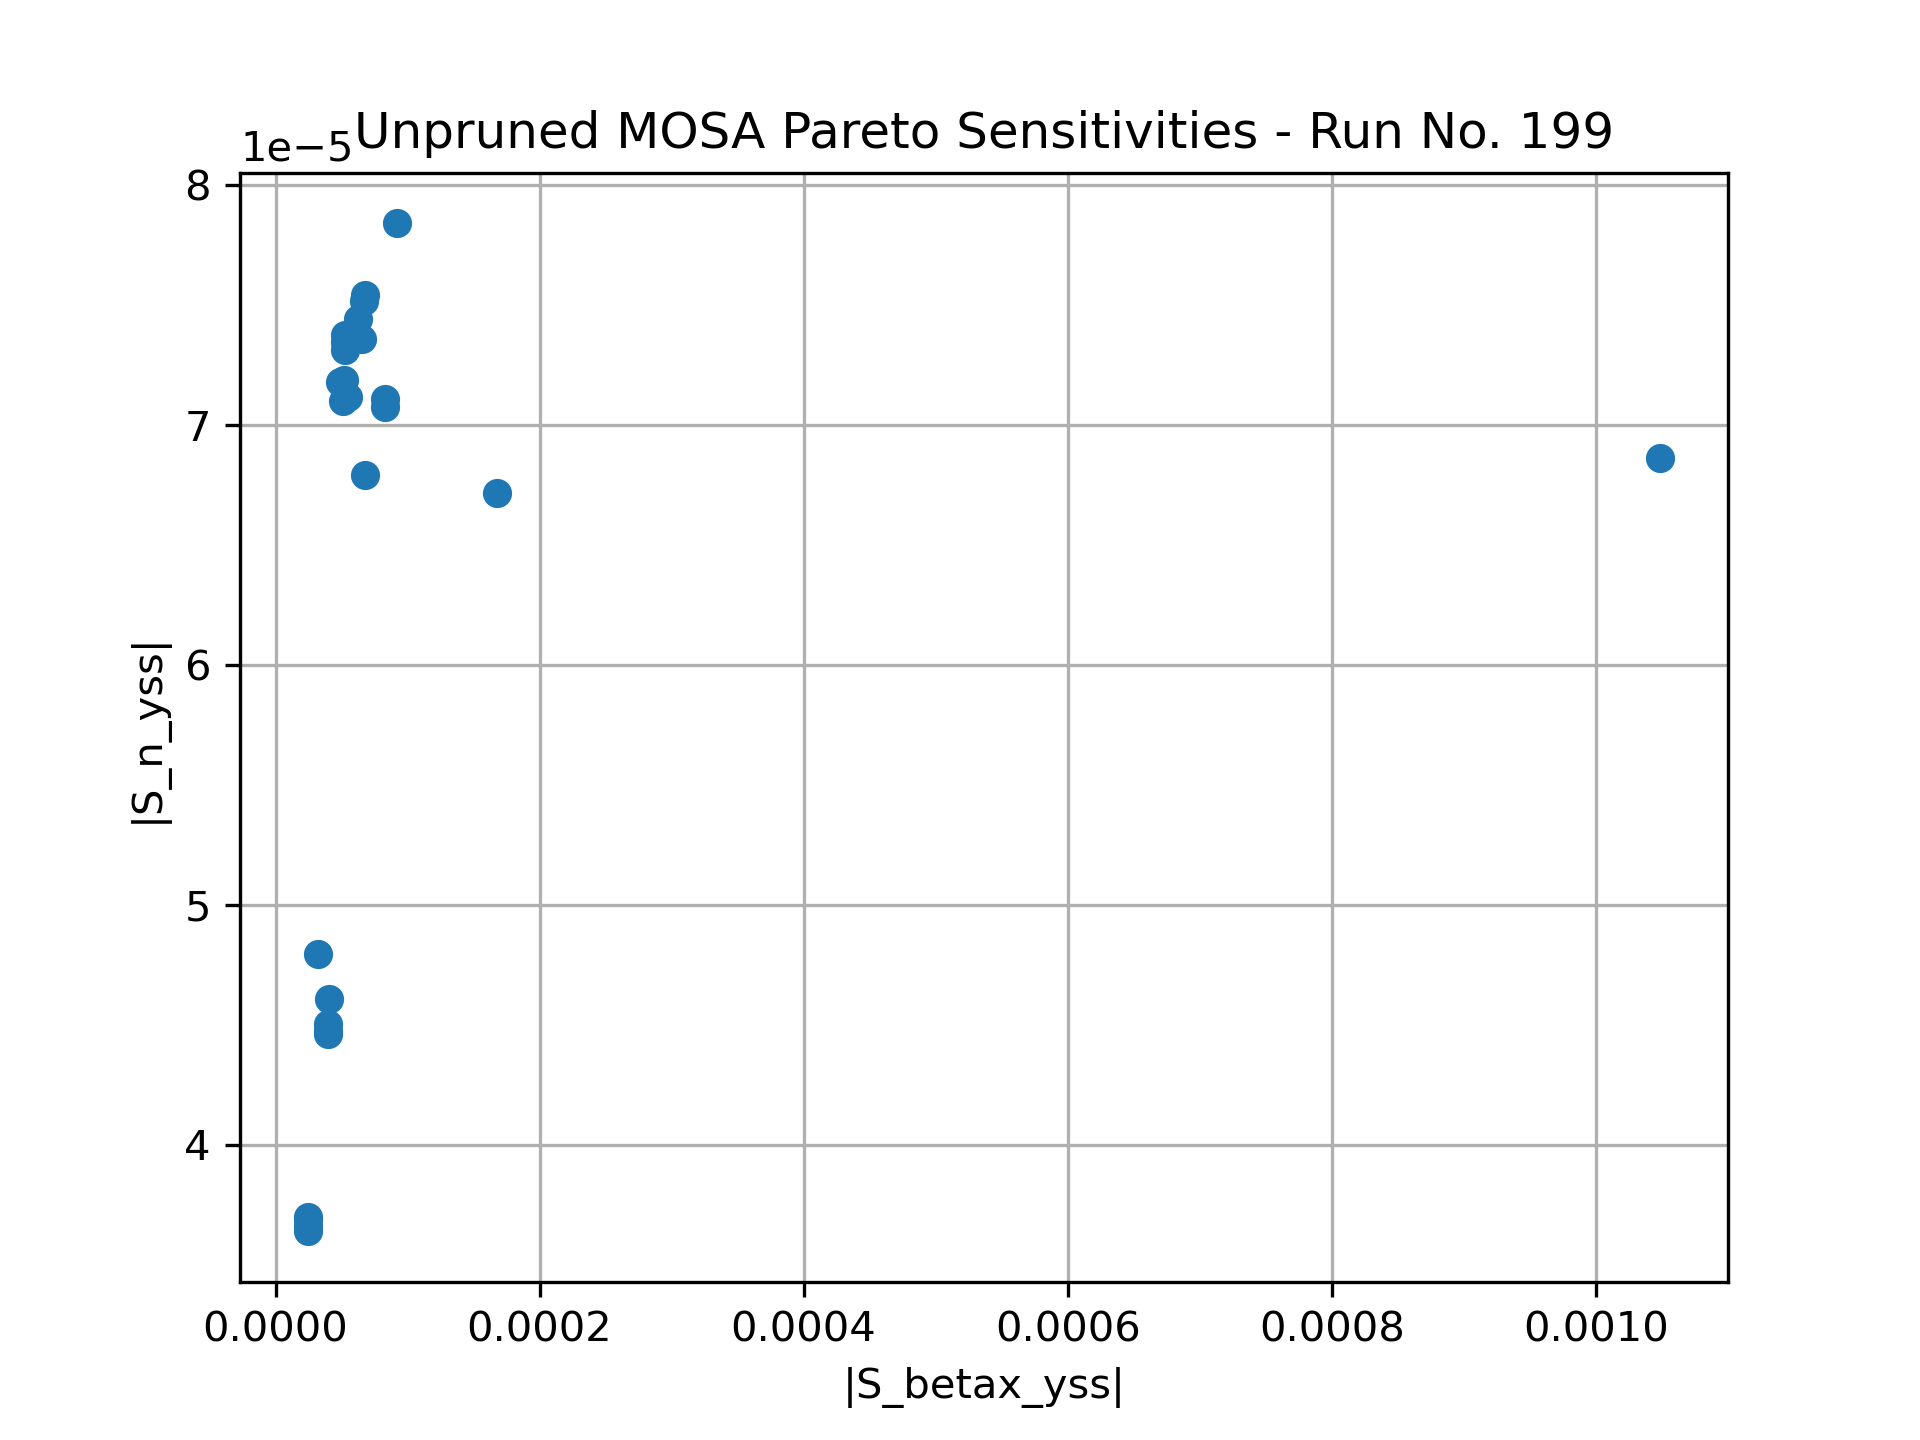 Unpruned MOSA Pareto Sensitivities - Run No. 199
1e−5
8
7
6
5
4
|S_n_yss|
0.0000 0.0002 0.0004 0.0006 0.0008 0.0010
|S_betax_yss|